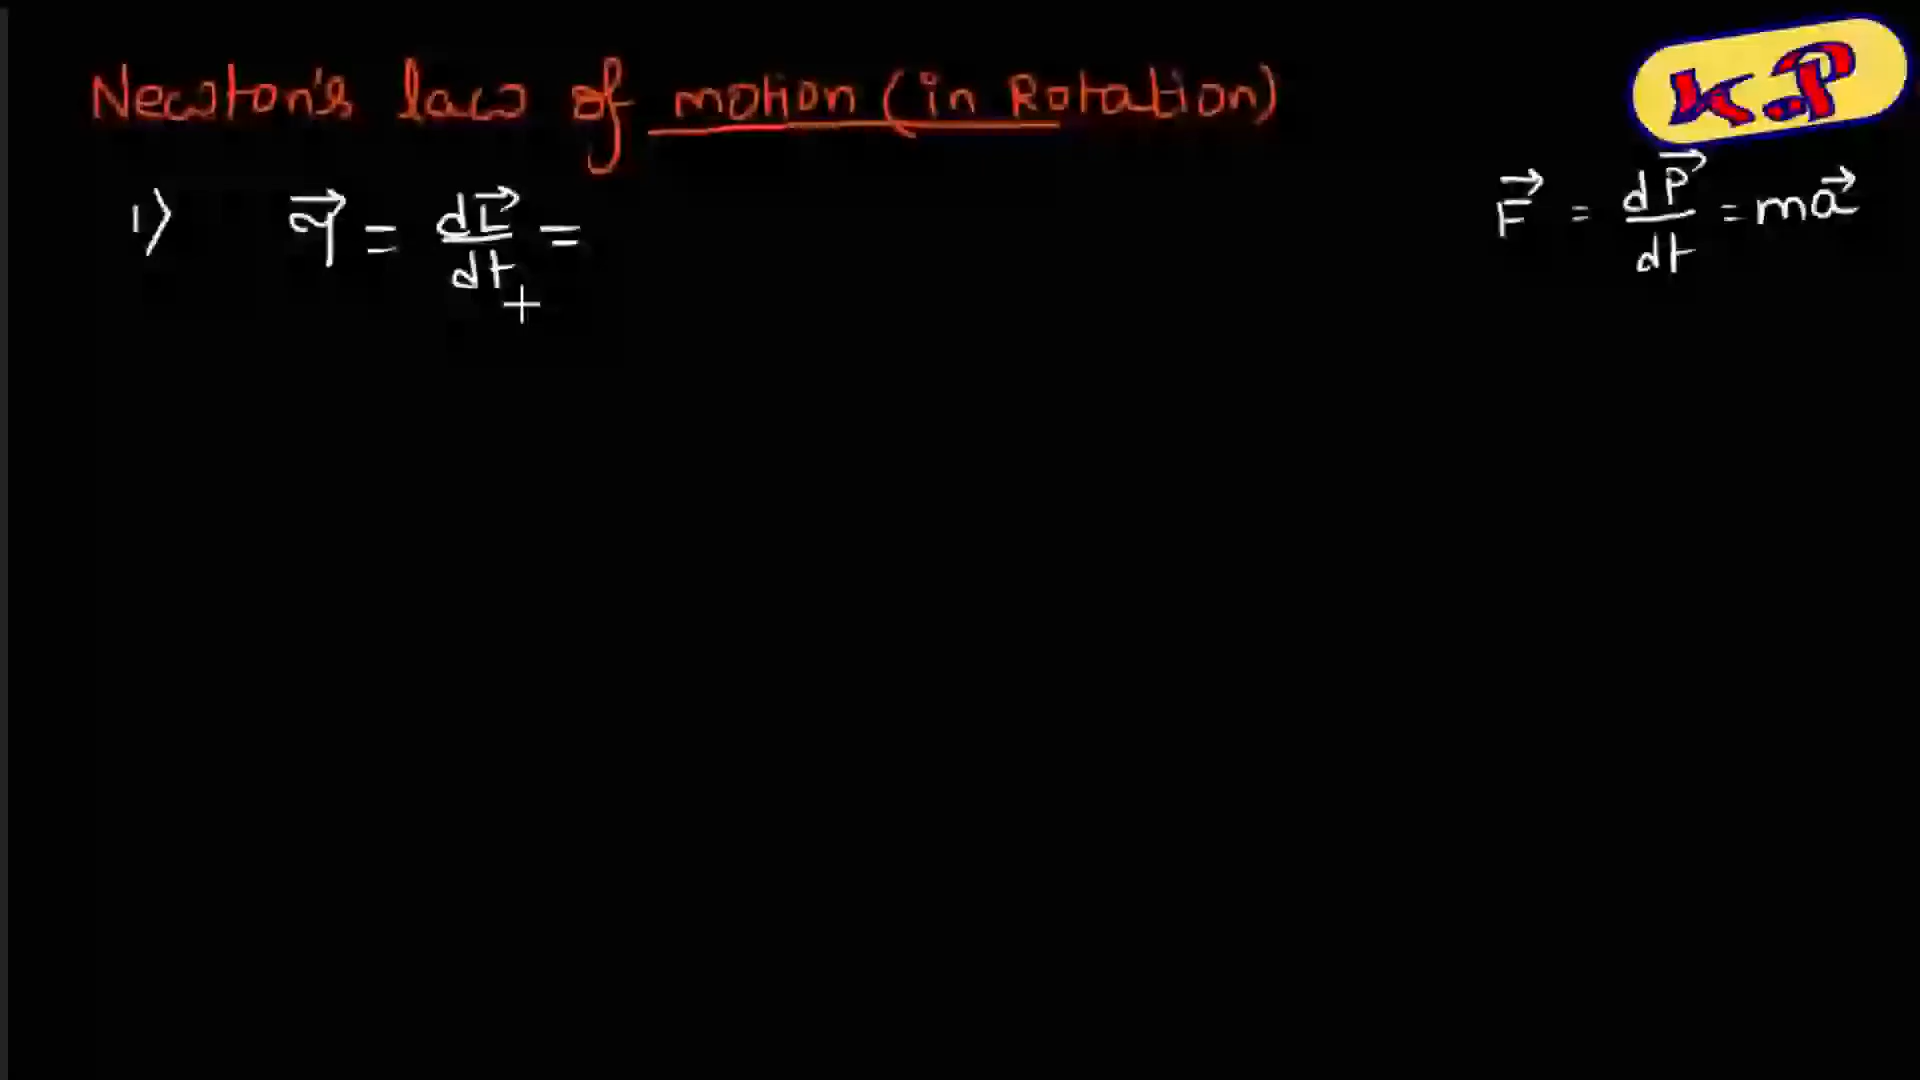 Newton's law of motion (in Rotation)
K.P
1) τ⃗ = dL⃗/dt =
F⃗ = dP⃗/dt = ma⃗